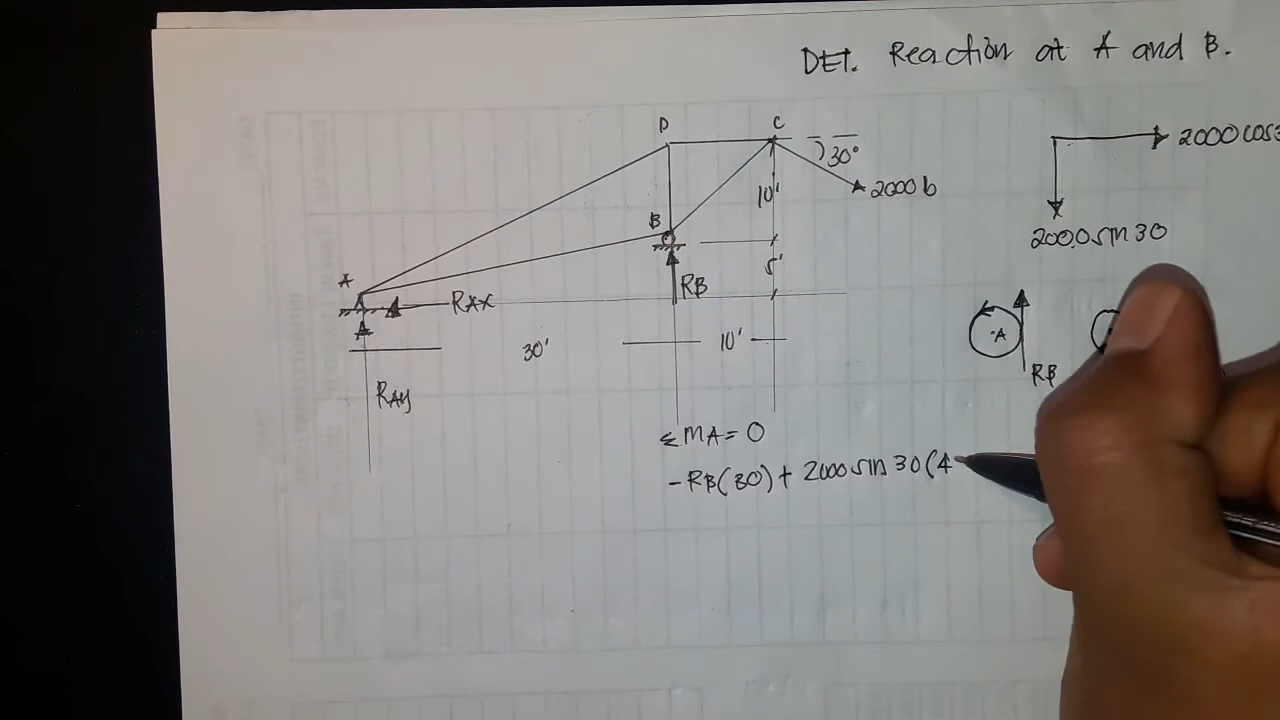 DET. Reaction at A and B.
D
C
30°
2000 cos
10'
2000 lb
B
2000 sin 30
5'
A
RB
RAX
A
RB
30'
10'
RAY
ΣMA = 0
-RB(30) + 2000 sin 30 (4